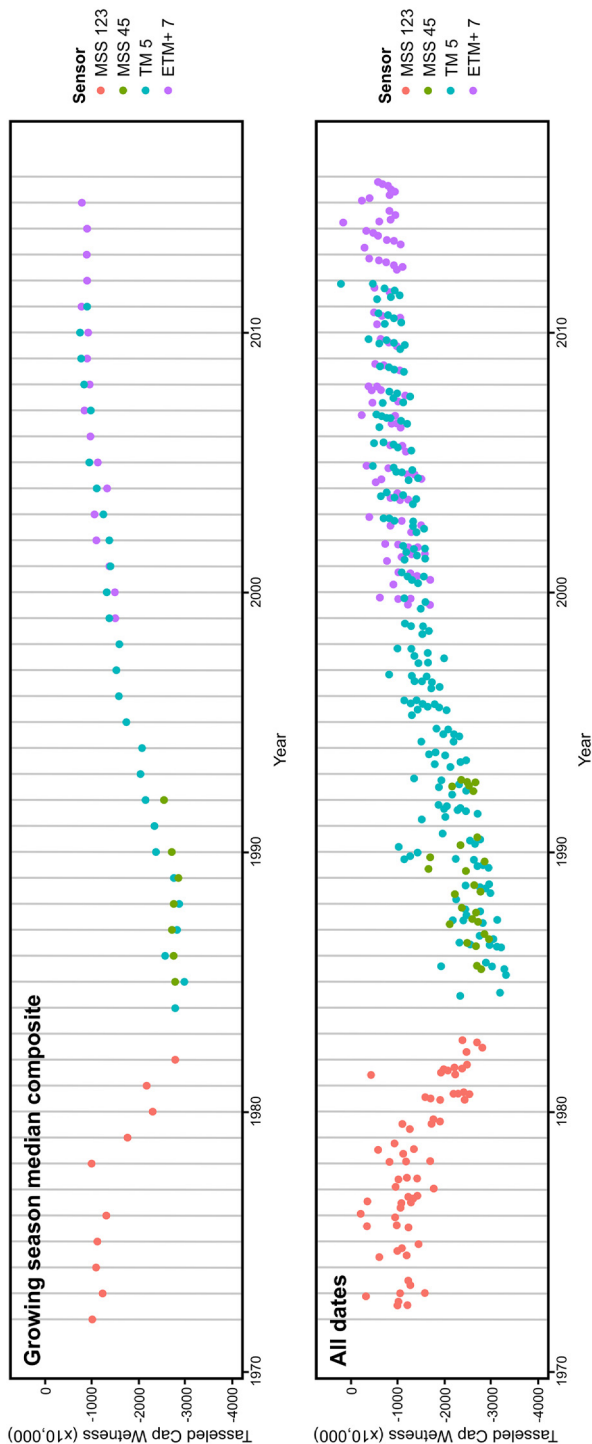 Growing season median composite
Tasseled Cap Wetness (x10,000)
0
-1000
-2000
-3000
-4000
1970
1980
1990
2000
2010
Year
Sensor
MSS 123
MSS 45
TM 5
ETM+ 7
All dates
Tasseled Cap Wetness (x10,000)
0
-1000
-2000
-3000
-4000
1970
1980
1990
2000
2010
Year
Sensor
MSS 123
MSS 45
TM 5
ETM+ 7